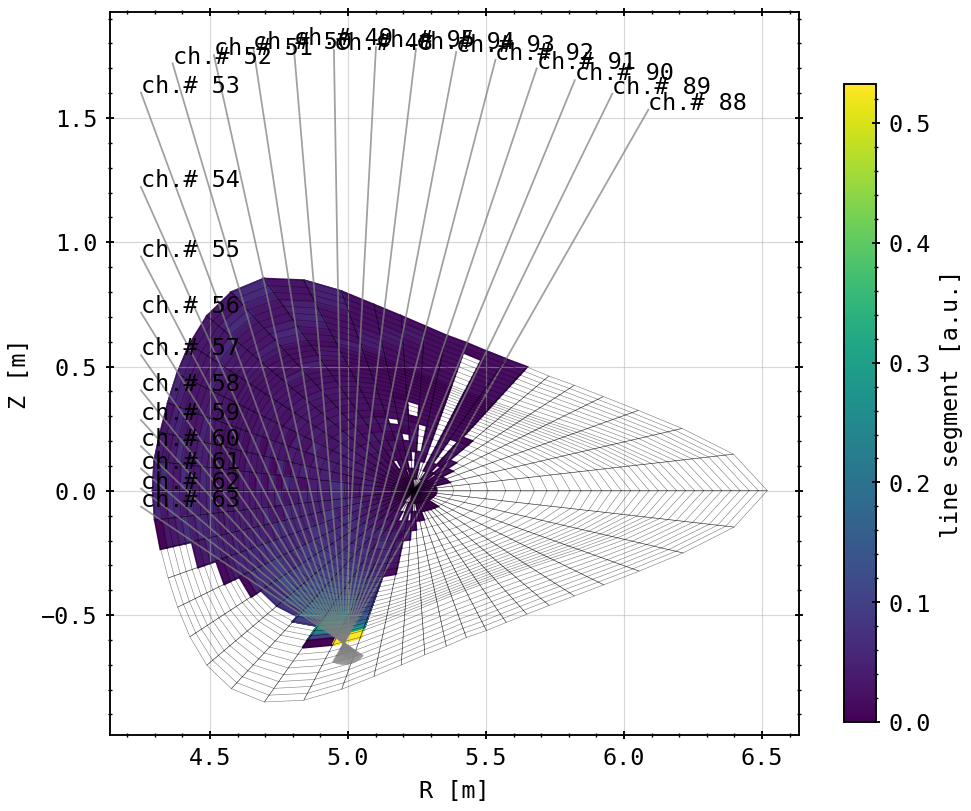 ch.# 49
ch.# 50
ch.# 48
ch.# 95
ch.# 94
ch.# 51
ch.# 93
ch.# 52
ch.# 92
ch.# 91
ch.# 90
ch.# 53
ch.# 89
ch.# 88
ch.# 54
ch.# 55
ch.# 56
ch.# 57
ch.# 58
ch.# 59
ch.# 60
ch.# 61
ch.# 62
ch.# 63
1.5
1.0
0.5
0.0
−0.5
Z [m]
4.5
5.0
5.5
6.0
6.5
R [m]
0.5
0.4
0.3
0.2
0.1
0.0
line segment [a.u.]